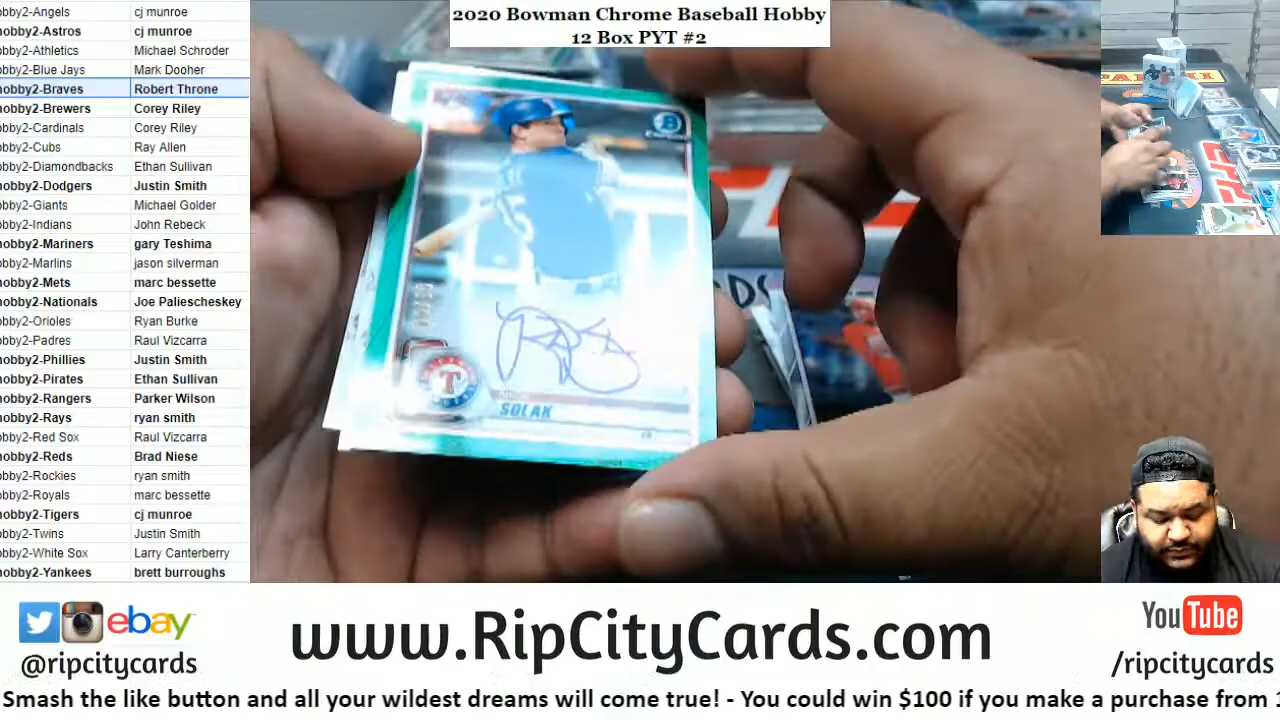 2020 Bowman Chrome Baseball Hobby
12 Box PYT #2
obby2-Angels cj munroe
hobby2-Astros cj munroe
obby2-Athletics Michael Schroder
obby2-Blue Jays Mark Dooher
hobby2-Braves Robert Throne
hobby2-Brewers Corey Riley
obby2-Cardinals Corey Riley
obby2-Cubs Ray Allen
obby2-Diamondbacks Ethan Sullivan
hobby2-Dodgers Justin Smith
obby2-Giants Michael Golder
obby2-Indians John Rebeck
hobby2-Mariners gary Teshima
obby2-Marlins jason silverman
hobby2-Mets marc bessette
hobby2-Nationals Joe Paliescheskey
obby2-Orioles Ryan Burke
obby2-Padres Raul Vizcarra
hobby2-Phillies Justin Smith
hobby2-Pirates Ethan Sullivan
hobby2-Rangers Parker Wilson
hobby2-Rays ryan smith
obby2-Red Sox Raul Vizcarra
hobby2-Reds Brad Niese
obby2-Rockies ryan smith
obby2-Royals marc bessette
hobby2-Tigers cj munroe
obby2-Twins Justin Smith
obby2-White Sox Larry Canterberry
hobby2-Yankees brett burroughs
B
15
T
SOLAK
PANINI
ebay
@ripcitycards
www.RipCityCards.com
YouTube
/ripcitycards
Smash the like button and all your wildest dreams will come true! - You could win $100 if you make a purchase from 1